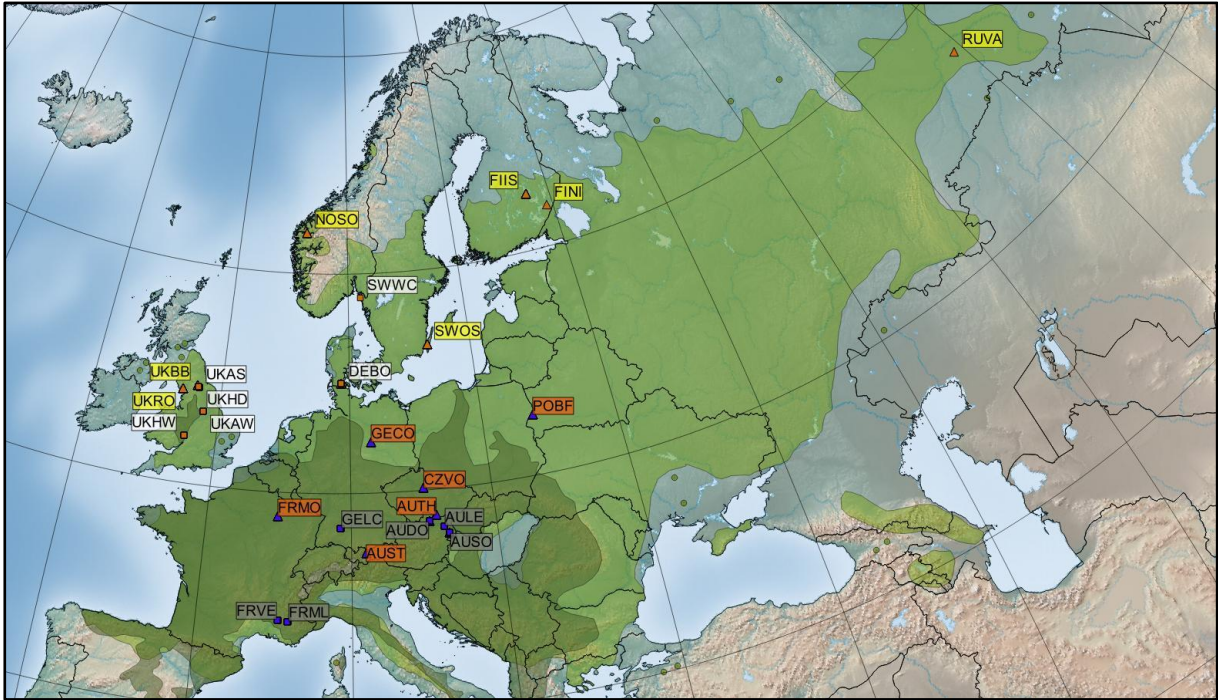 RUVA
FIIS
FINI
NOSO
SWWC
SWOS
UKBB
UKAS
DEBO
UKRO
UKHD
UKHW
UKAW
POBF
GECO
CZVO
FRMO
AUTH
GELC
AUDO
AULE
AUSO
AUST
FRVE
FRML